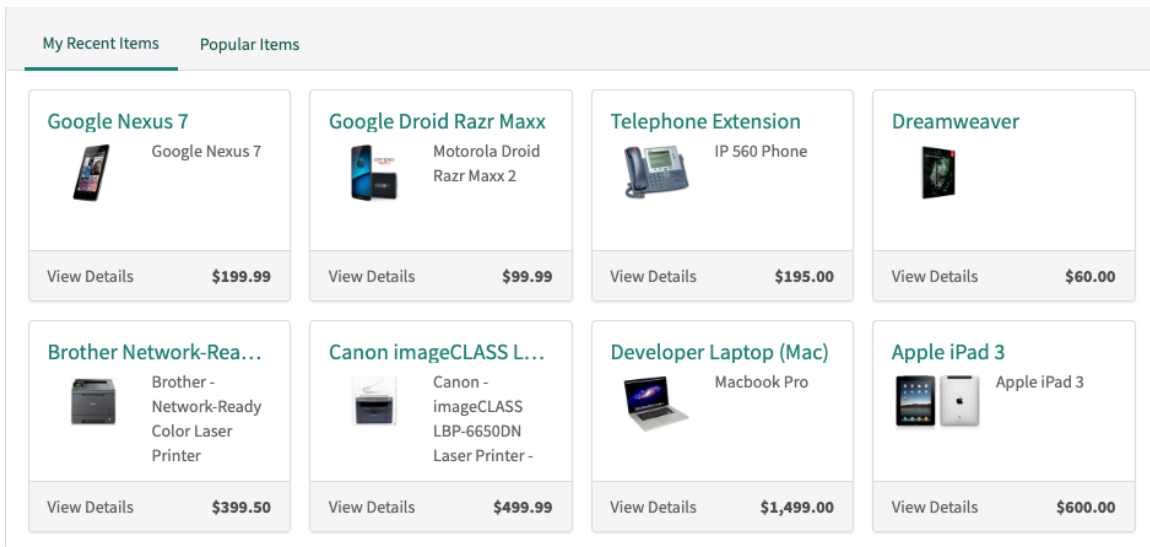 My Recent Items Popular Items
Google Nexus 7
Google Nexus 7
View Details $199.99
Google Droid Razr Maxx
Motorola Droid
Razr Maxx 2
View Details $99.99
Telephone Extension
IP 560 Phone
View Details $195.00
Dreamweaver
View Details $60.00
Brother Network-Rea...
Brother -
Network-Ready
Color Laser
Printer
View Details $399.50
Canon imageCLASS L...
Canon -
imageCLASS
LBP-6650DN
Laser Printer -
View Details $499.99
Developer Laptop (Mac)
Macbook Pro
View Details $1,499.00
Apple iPad 3
Apple iPad 3
View Details $600.00